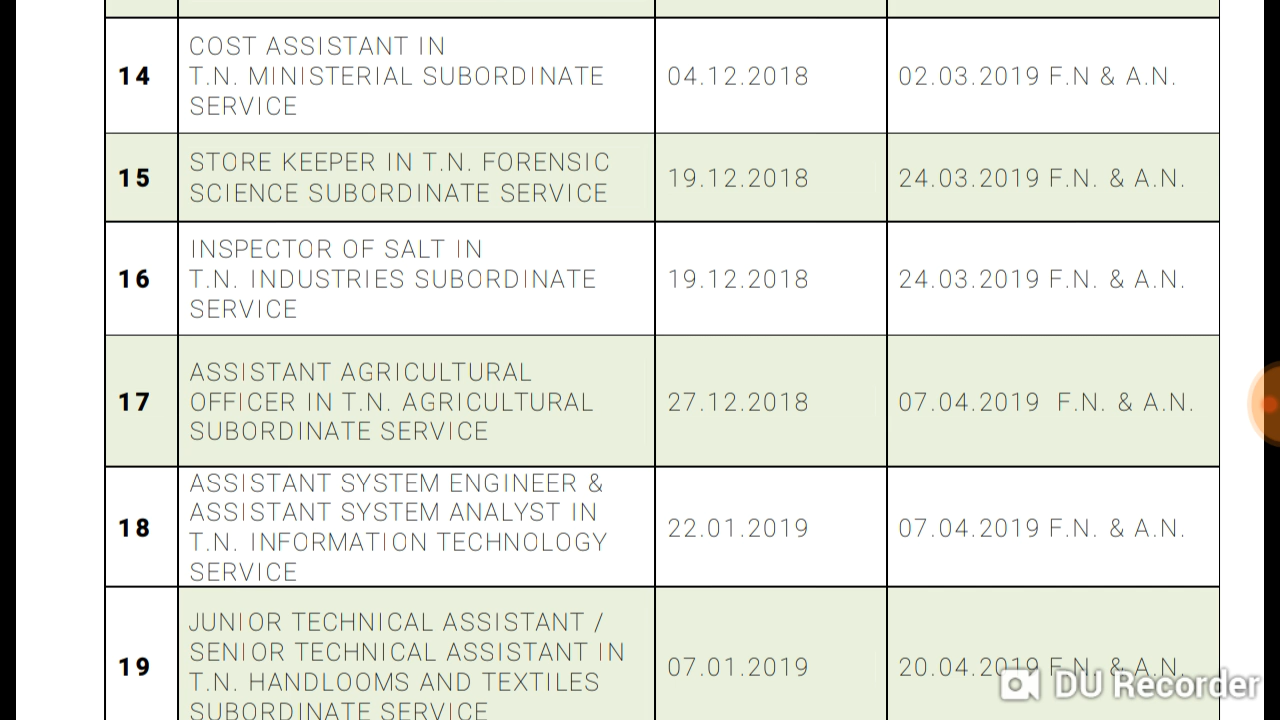 14
COST ASSISTANT IN
T.N. MINISTERIAL SUBORDINATE
SERVICE
04.12.2018
02.03.2019 F.N & A.N.
15
STORE KEEPER IN T.N. FORENSIC
SCIENCE SUBORDINATE SERVICE
19.12.2018
24.03.2019 F.N. & A.N.
16
INSPECTOR OF SALT IN
T.N. INDUSTRIES SUBORDINATE
SERVICE
19.12.2018
24.03.2019 F.N. & A.N.
17
ASSISTANT AGRICULTURAL
OFFICER IN T.N. AGRICULTURAL
SUBORDINATE SERVICE
27.12.2018
07.04.2019 F.N. & A.N.
18
ASSISTANT SYSTEM ENGINEER &
ASSISTANT SYSTEM ANALYST IN
T.N. INFORMATION TECHNOLOGY
SERVICE
22.01.2019
07.04.2019 F.N. & A.N.
19
JUNIOR TECHNICAL ASSISTANT /
SENIOR TECHNICAL ASSISTANT IN
T.N. HANDLOOMS AND TEXTILES
SUBORDINATE SERVICE
07.01.2019
20.04.2019 F.N. & A.N.
DU Recorder